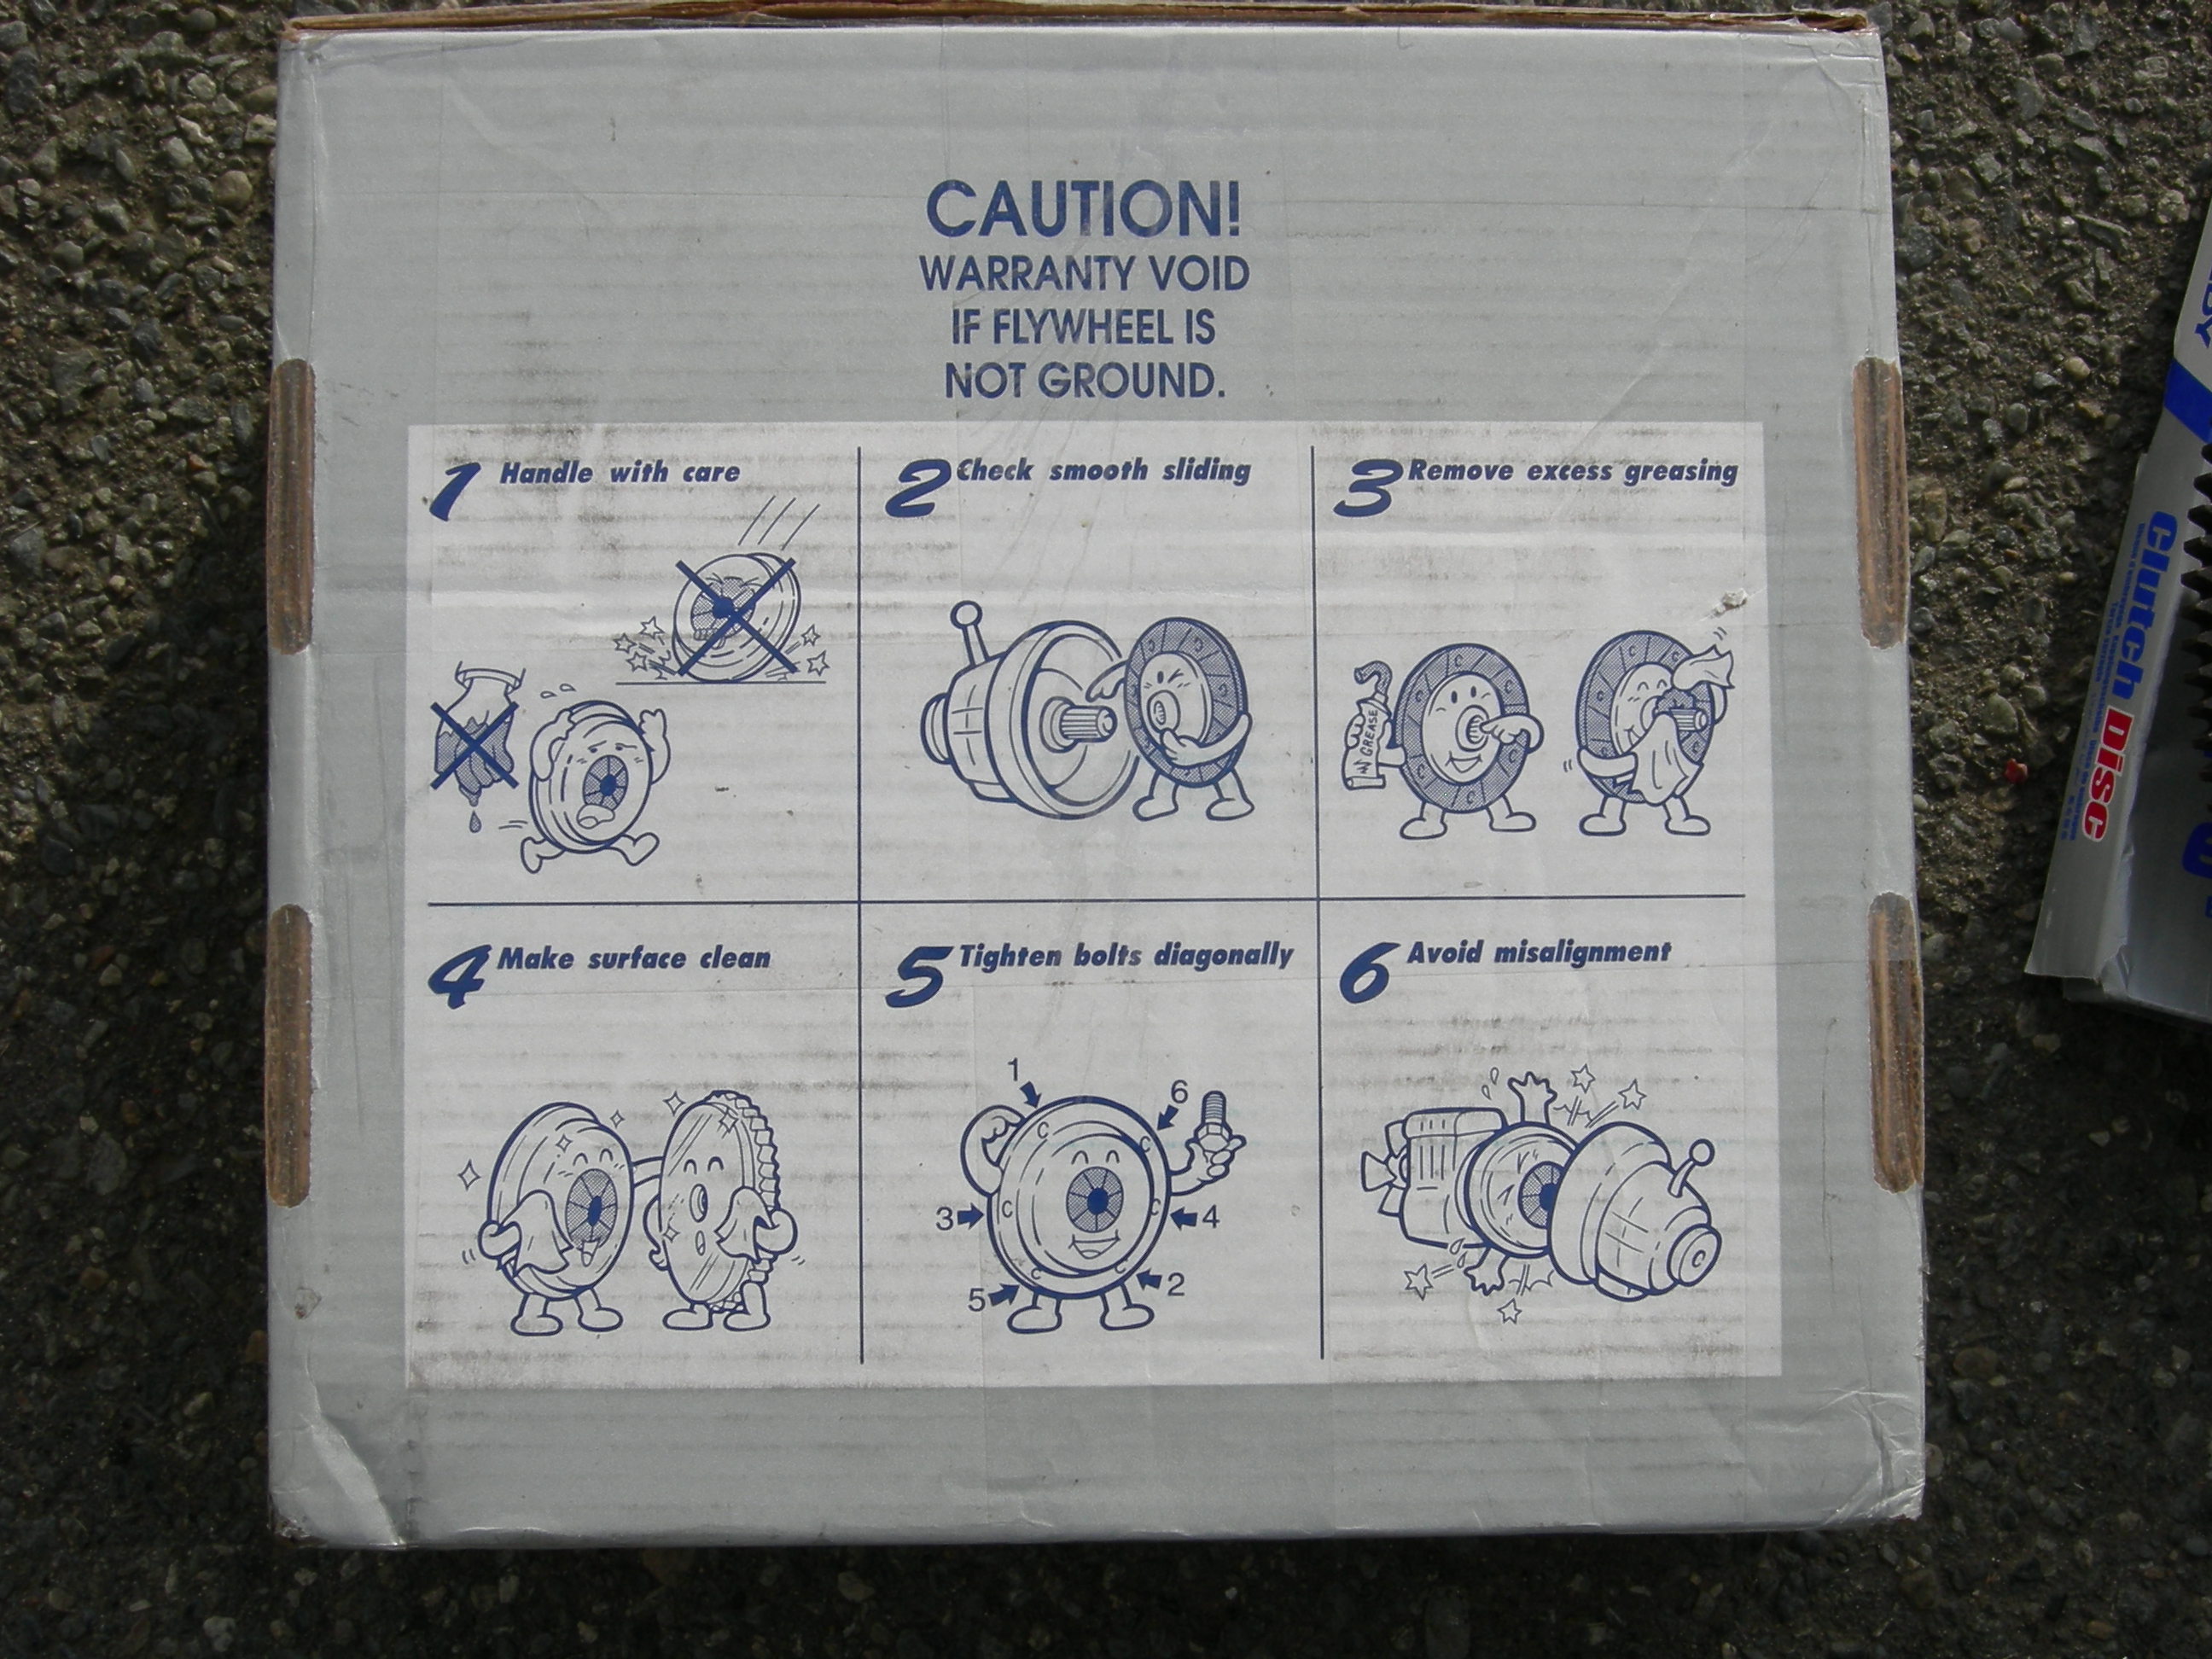 CAUTION!
WARRANTY VOID
IF FLYWHEEL IS
NOT GROUND.
1 Handle with care
2 Check smooth sliding
3 Remove excess greasing
GREASE
4 Make surface clean
5 Tighten bolts diagonally
1
6
3
4
5
2
6 Avoid misalignment
Clutch Disc